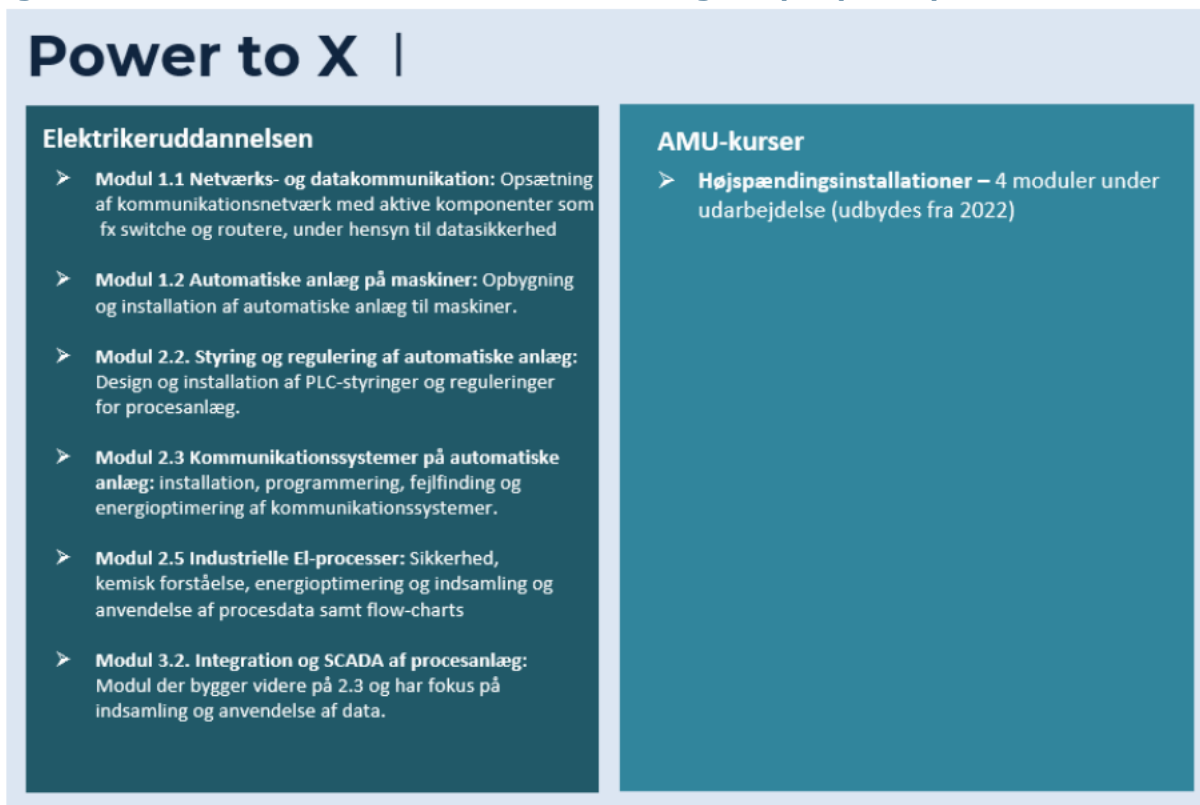 Power to X |
Elektrikeruddannelsen
➤ Modul 1.1 Netværks- og datakommunikation: Opsætning
af kommunikationsnetværk med aktive komponenter som
fx switche og routere, under hensyn til datasikkerhed
➤ Modul 1.2 Automatiske anlæg på maskiner: Opbygning
og installation af automatiske anlæg til maskiner.
➤ Modul 2.2. Styring og regulering af automatiske anlæg:
Design og installation af PLC-styringer og reguleringer
for procesanlæg.
➤ Modul 2.3 Kommunikationssystemer på automatiske
anlæg: installation, programmering, fejlfinding og
energioptimering af kommunikationssystemer.
➤ Modul 2.5 Industrielle El-processer: Sikkerhed,
kemisk forståelse, energioptimering og indsamling og
anvendelse af procesdata samt flow-charts
➤ Modul 3.2. Integration og SCADA af procesanlæg:
Modul der bygger videre på 2.3 og har fokus på
indsamling og anvendelse af data.
AMU-kurser
➤ Højspændingsinstallationer – 4 moduler under
udarbejdelse (udbydes fra 2022)